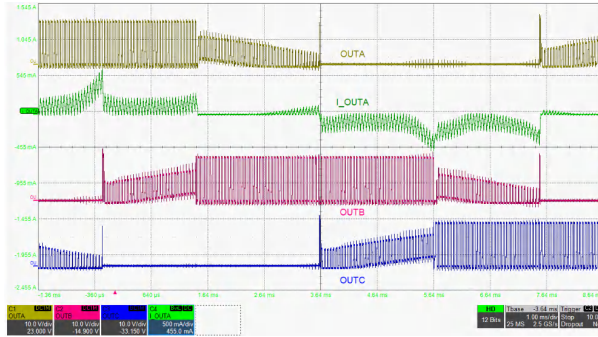 1.545 A
1.045 A
OUTA
545 mA
I_OUTA
-455 mA
-955 mA
OUTB
-1.455 A
-1.955 A
OUTC
-2.455 A
-1.36 ms
-360 µs
640 µs
1.64 ms
2.64 ms
3.64 ms
4.64 ms
5.64 ms
6.64 ms
7.64 ms
8.64
C1
C2
C4
HD
Tbase
-3.64 ms
Trigger
OUTB
I_OUTA
10.0 V/div
10.0 V/div
10.0 V/div
500 mA/div
12 Bits
1.00 ms/div
Stop
10.0
23.000 V
-14.900 V
-33.150 V
455.0 mA
25 MS
2.5 GS/s
Dropout
N